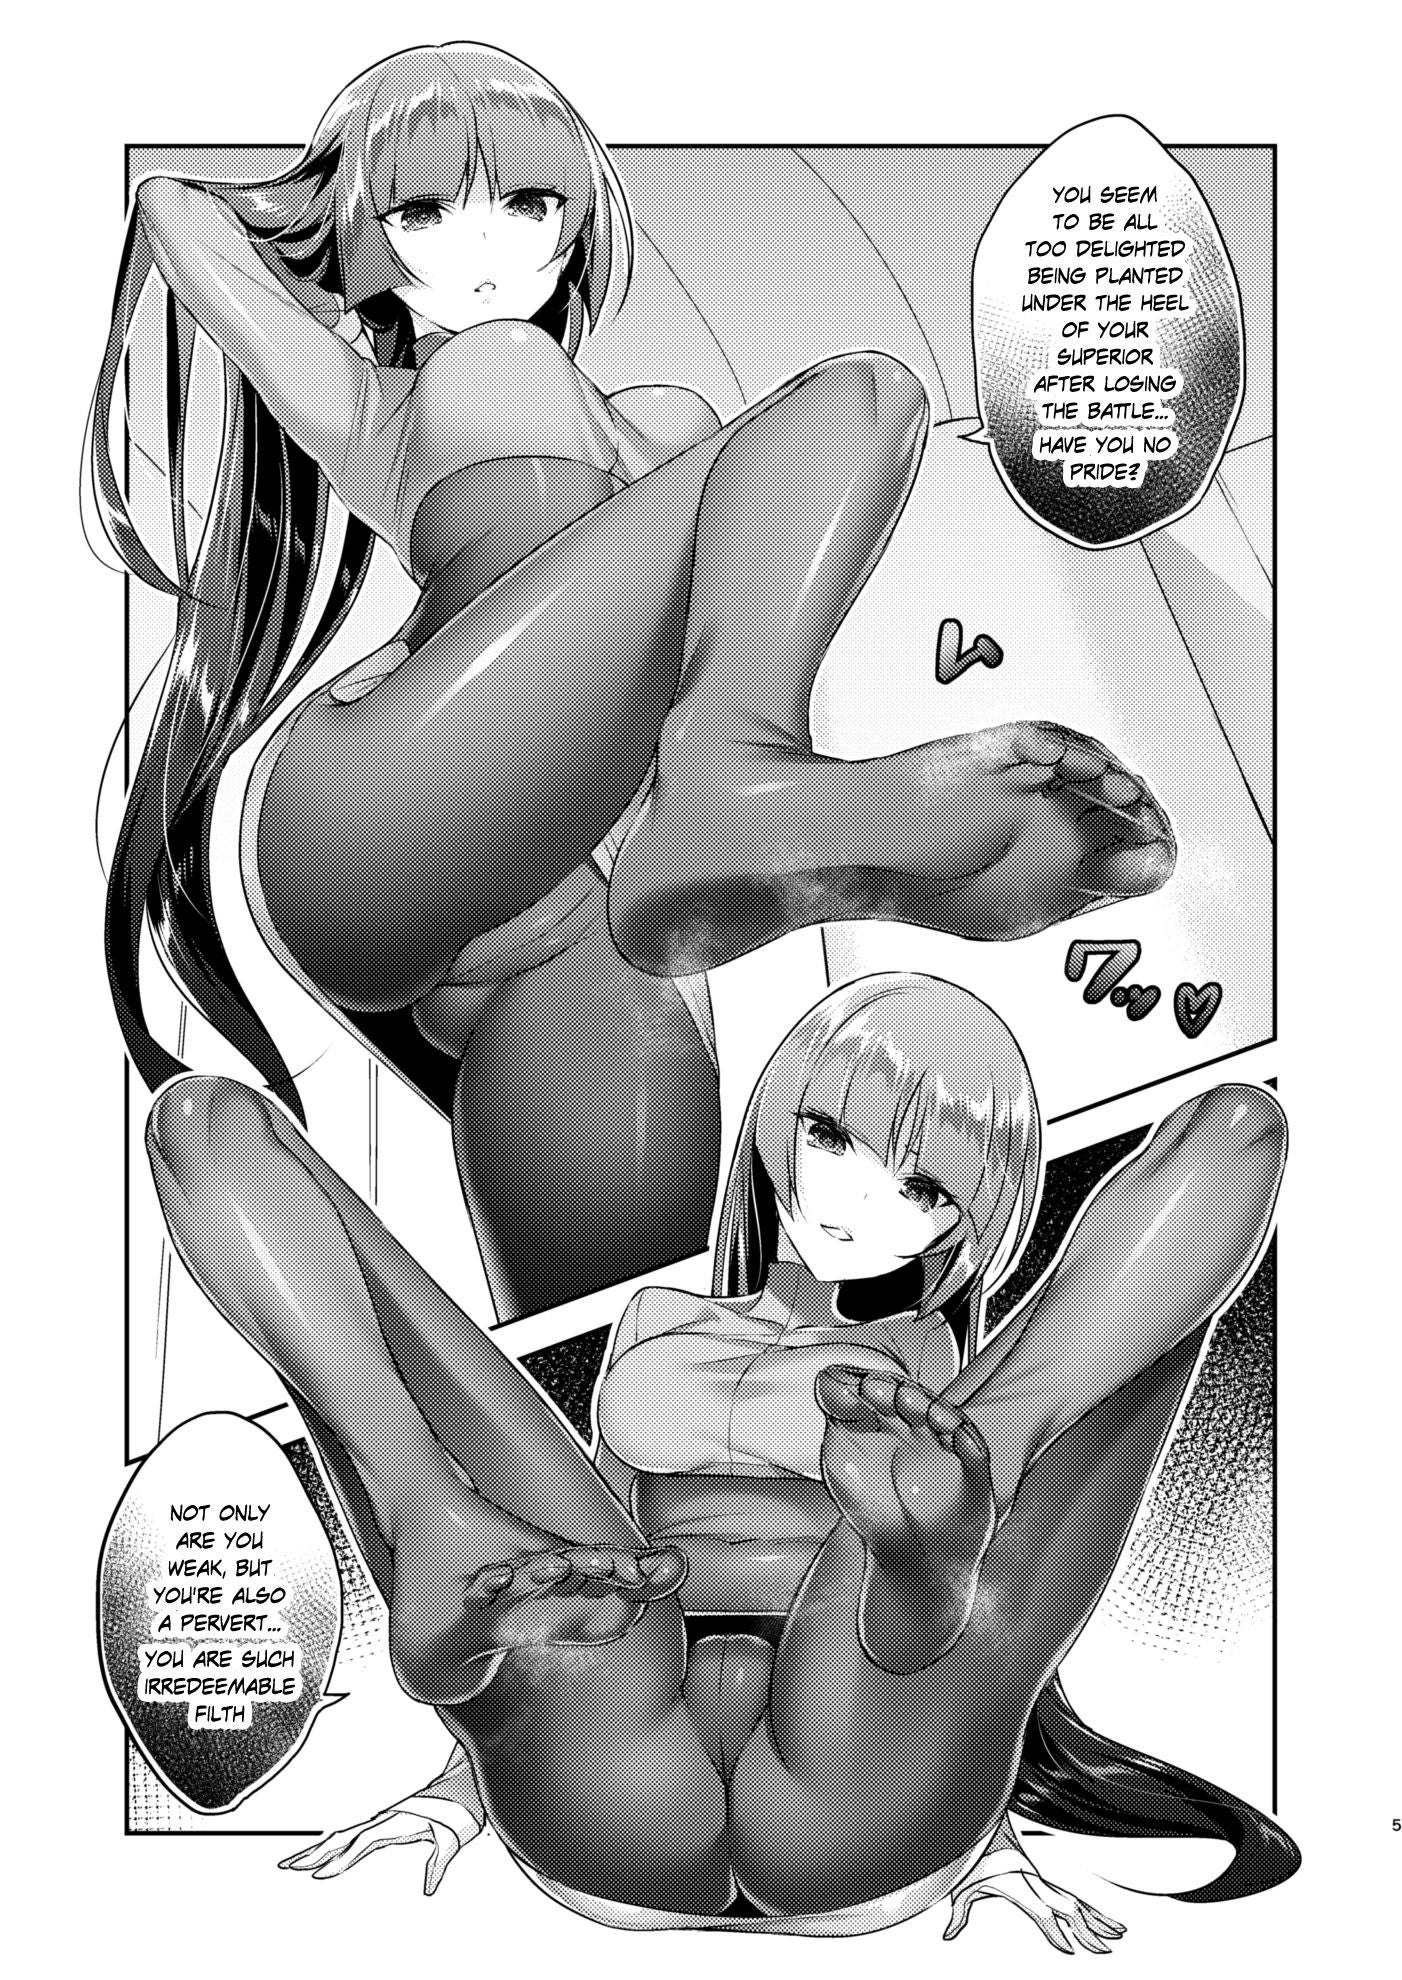 YOU SEEM
TO BE ALL
TOO DELIGHTED
BEING PLANTED
UNDER THE HEEL
OF YOUR
SUPERIOR
AFTER LOSING
THE BATTLE...
HAVE YOU NO
PRIDE?
ム
ワッ♡
NOT ONLY
ARE YOU
WEAK, BUT
YOU'RE ALSO
A PERVERT...
YOU ARE SUCH
IRREDEEMABLE
FILTH
5